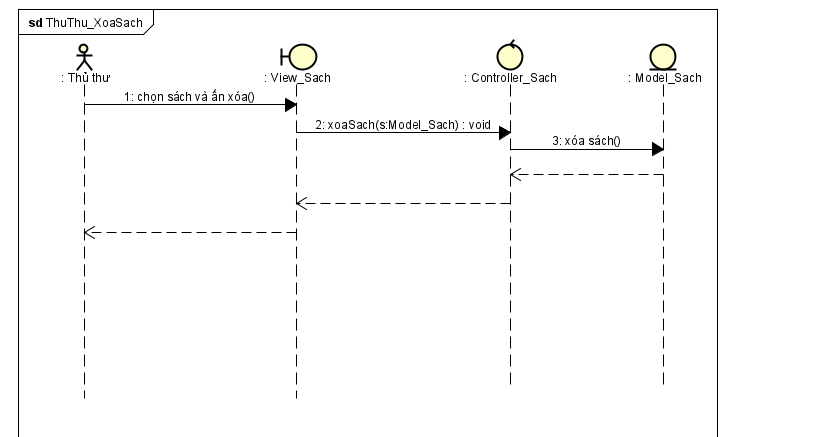 sd ThuThu_XoaSach
: Thủ thư
: View_Sach
: Controller_Sach
: Model_Sach
1: chọn sách và ấn xóa()
2: xoaSach(s:Model_Sach) : void
3: xóa sách()